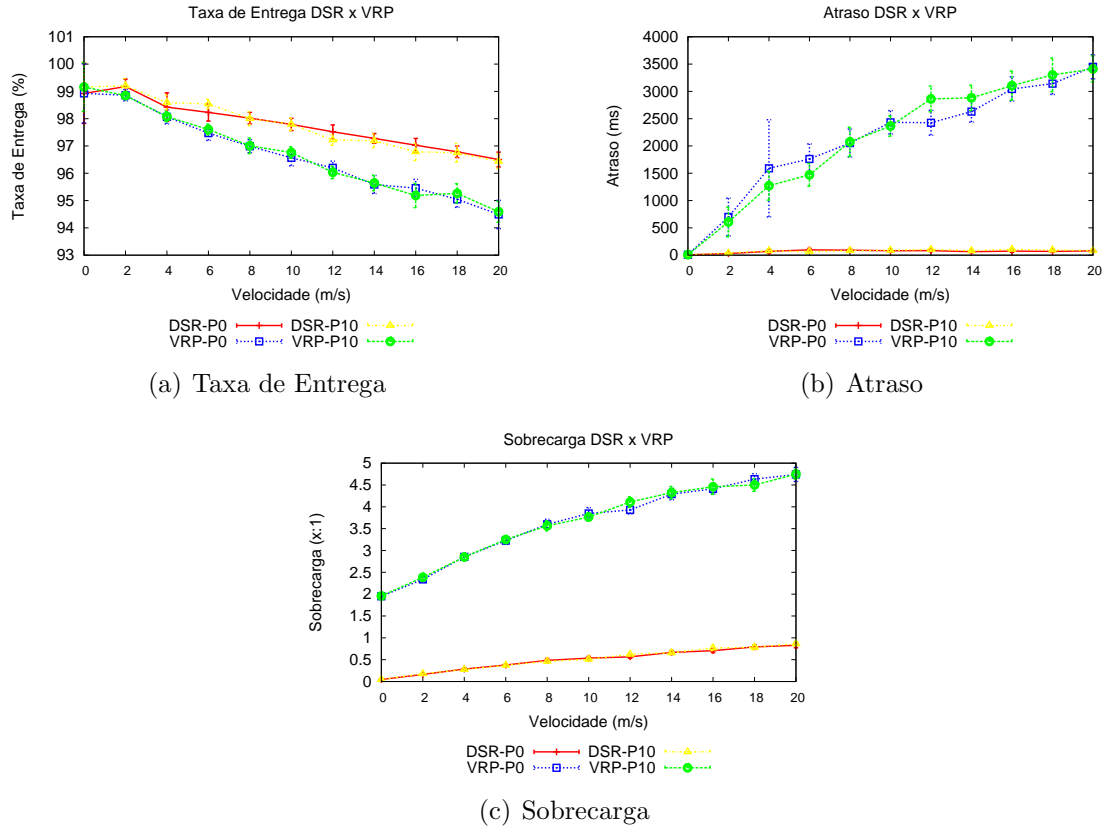 Taxa de Entrega DSR x VRP
Taxa de Entrega (%)
101
100
99
98
97
96
95
94
93
0 2 4 6 8 10 12 14 16 18 20
Velocidade (m/s)
DSR-P0 DSR-P10
VRP-P0 VRP-P10
(a) Taxa de Entrega
Atraso DSR x VRP
Atraso (ms)
4000
3500
3000
2500
2000
1500
1000
500
0
0 2 4 6 8 10 12 14 16 18 20
Velocidade (m/s)
DSR-P0 DSR-P10
VRP-P0 VRP-P10
(b) Atraso
Sobrecarga DSR x VRP
Sobrecarga (x:1)
5
4.5
4
3.5
3
2.5
2
1.5
1
0.5
0
0 2 4 6 8 10 12 14 16 18 20
Velocidade (m/s)
DSR-P0 DSR-P10
VRP-P0 VRP-P10
(c) Sobrecarga